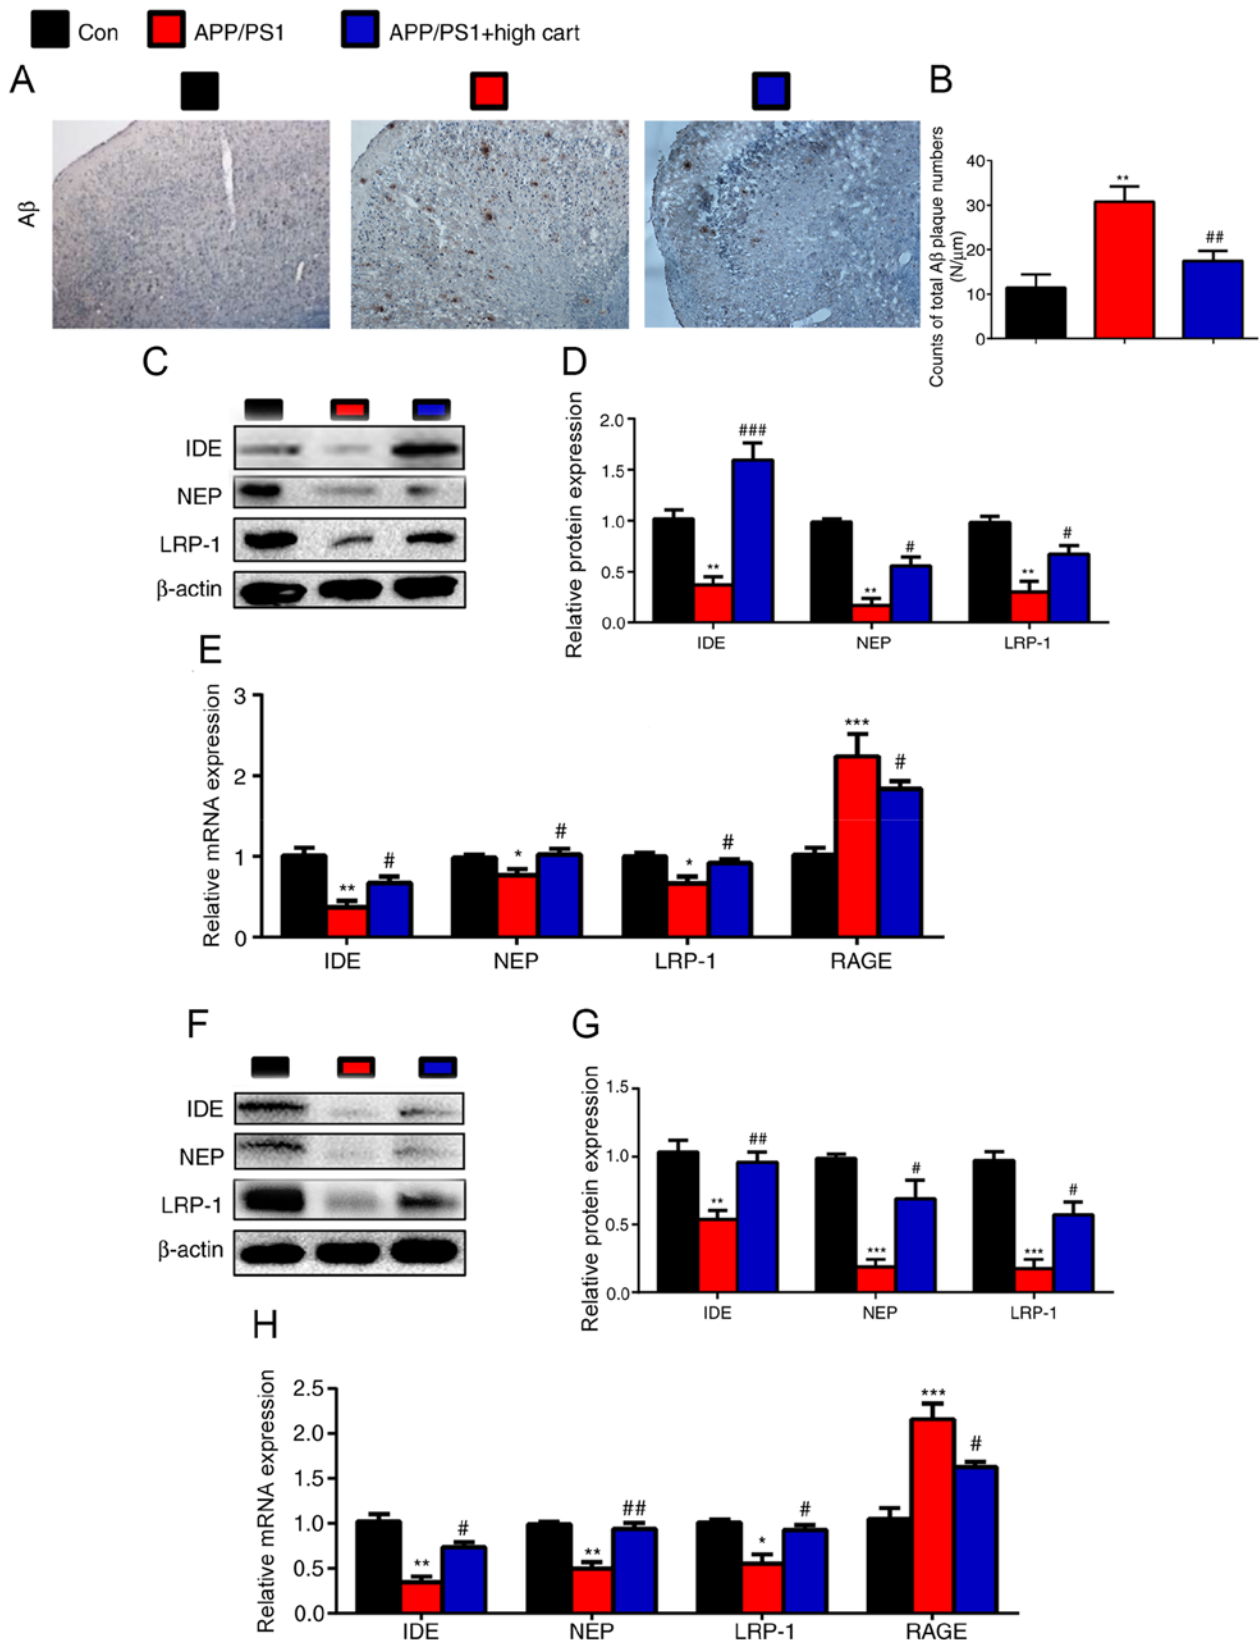 Con APP/PS1 APP/PS1+high cart
A
Aβ
B
Counts of total Aβ plaque numbers
(N/μm)
40
30
20
10
0
**
##
C
IDE
NEP
LRP-1
β-actin
D
Relative protein expression
2.0
1.5
1.0
0.5
0.0
** ###
** #
** #
IDE NEP LRP-1
E
Relative mRNA expression
3
2
1
0
** #
* #
* #
*** #
IDE NEP LRP-1 RAGE
F
IDE
NEP
LRP-1
β-actin
G
Relative protein expression
1.5
1.0
0.5
0.0
** ##
*** #
*** #
IDE NEP LRP-1
H
Relative mRNA expression
2.5
2.0
1.5
1.0
0.5
0.0
** #
** ##
* #
*** #
IDE NEP LRP-1 RAGE